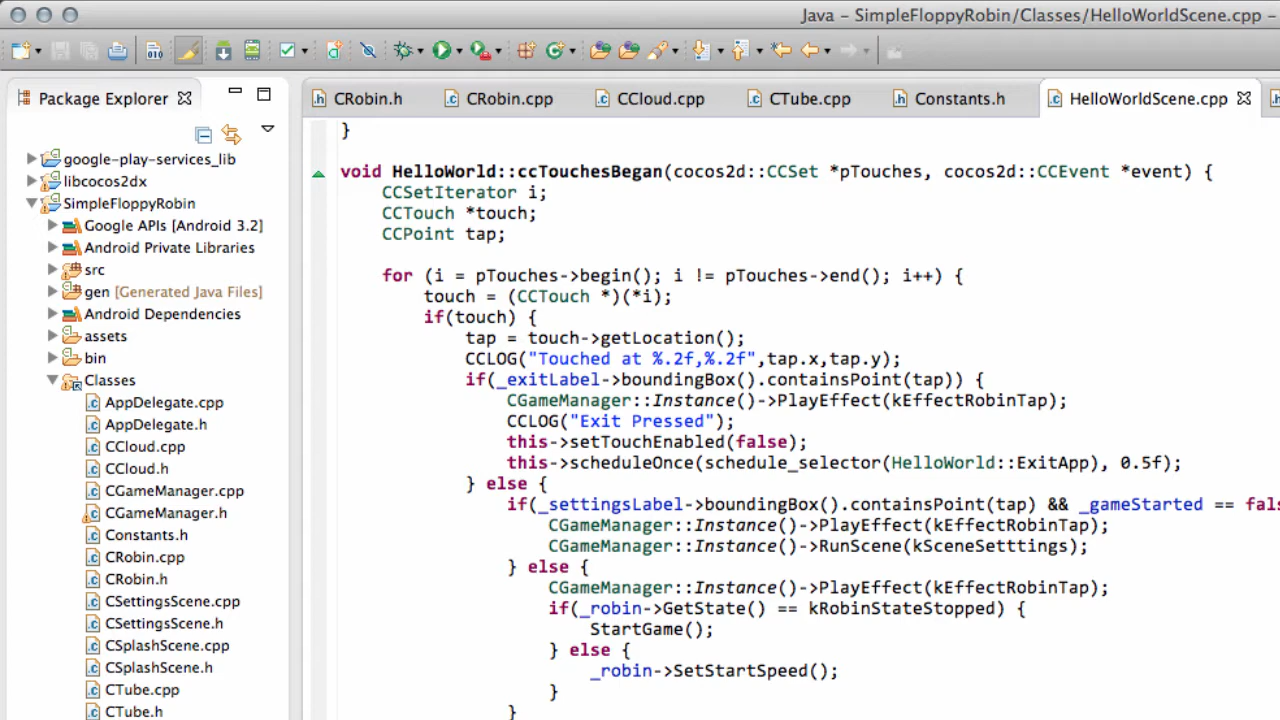 Java – SimpleFloppyRobin/Classes/HelloWorldScene.cpp –
Package Explorer
google-play-services_lib
libcocos2dx
SimpleFloppyRobin
Google APIs [Android 3.2]
Android Private Libraries
src
gen [Generated Java Files]
Android Dependencies
assets
bin
Classes
AppDelegate.cpp
AppDelegate.h
CCloud.cpp
CCloud.h
CGameManager.cpp
CGameManager.h
Constants.h
CRobin.cpp
CRobin.h
CSettingsScene.cpp
CSettingsScene.h
CSplashScene.cpp
CSplashScene.h
CTube.cpp
CTube.h
CRobin.h CRobin.cpp CCloud.cpp CTube.cpp Constants.h HelloWorldScene.cpp
}
void HelloWorld::ccTouchesBegan(cocos2d::CCSet *pTouches, cocos2d::CCEvent *event) {
CCSetIterator i;
CCTouch *touch;
CCPoint tap;
for (i = pTouches->begin(); i != pTouches->end(); i++) {
touch = (CCTouch *)(*i);
if(touch) {
tap = touch->getLocation();
CCLOG("Touched at %.2f,%.2f",tap.x,tap.y);
if(_exitLabel->boundingBox().containsPoint(tap)) {
CGameManager::Instance()->PlayEffect(kEffectRobinTap);
CCLOG("Exit Pressed");
this->setTouchEnabled(false);
this->scheduleOnce(schedule_selector(HelloWorld::ExitApp), 0.5f);
} else {
if(_settingsLabel->boundingBox().containsPoint(tap) && _gameStarted == fals
CGameManager::Instance()->PlayEffect(kEffectRobinTap);
CGameManager::Instance()->RunScene(kSceneSetttings);
} else {
CGameManager::Instance()->PlayEffect(kEffectRobinTap);
if(_robin->GetState() == kRobinStateStopped) {
StartGame();
} else {
_robin->SetStartSpeed();
}
}